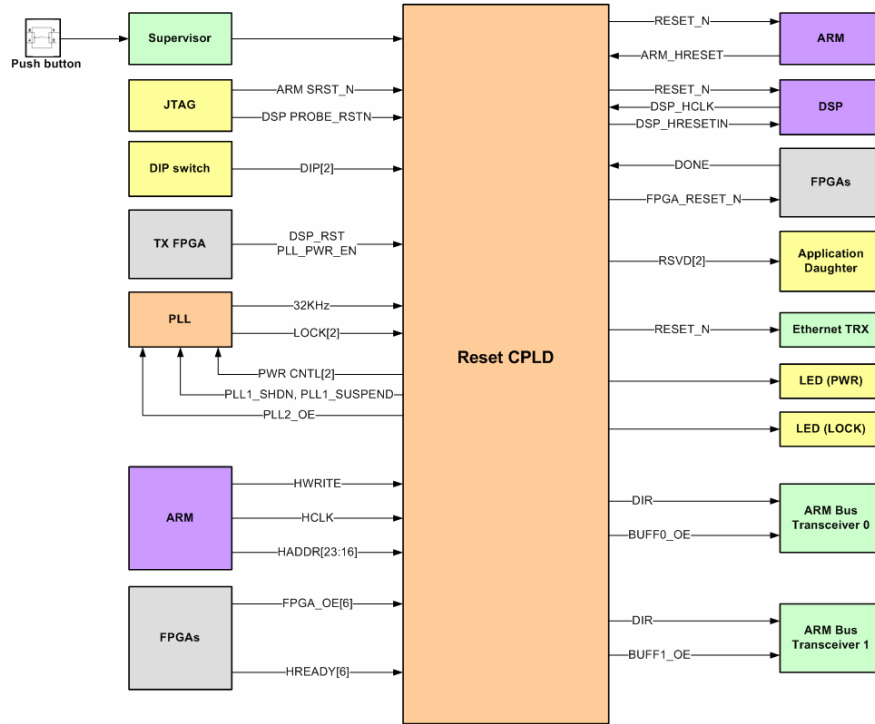 Push button
Supervisor
JTAG
ARM SRST_N
DSP PROBE_RSTN
DIP switch
DIP[2]
TX FPGA
DSP_RST
PLL_PWR_EN
PLL
32KHz
LOCK[2]
PWR CNTL[2]
PLL1_SHDN, PLL1_SUSPEND
PLL2_OE
ARM
HWRITE
HCLK
HADDR[23:16]
FPGAs
FPGA_OE[6]
HREADY[6]
Reset CPLD
RESET_N
ARM_HRESET
ARM
RESET_N
DSP_HCLK
DSP_HRESETIN
DSP
DONE
FPGA_RESET_N
FPGAs
RSVD[2]
Application
Daughter
RESET_N
Ethernet TRX
LED (PWR)
LED (LOCK)
DIR
BUFF0_OE
ARM Bus
Transceiver 0
DIR
BUFF1_OE
ARM Bus
Transceiver 1